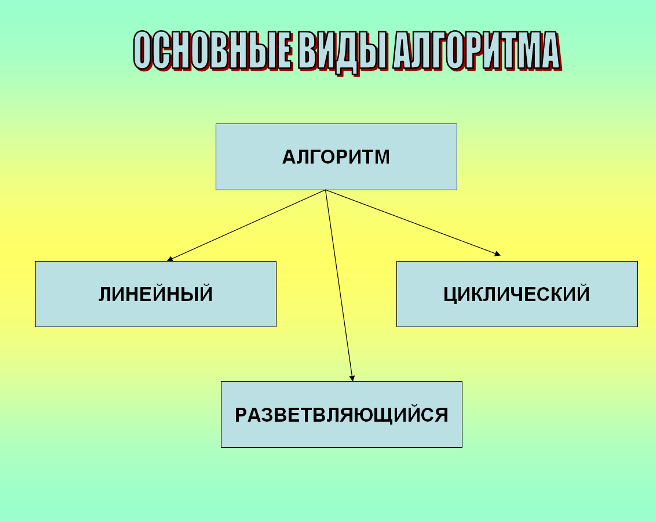 ОСНОВНЫЕ ВИДЫ АЛГОРИТМА
АЛГОРИТМ
ЛИНЕЙНЫЙ
ЦИКЛИЧЕСКИЙ
РАЗВЕТВЛЯЮЩИЙСЯ